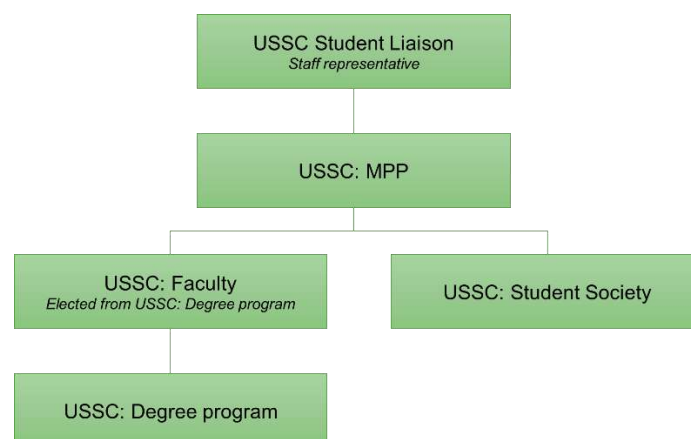 USSC Student Liaison
Staff representative
USSC: MPP
USSC: Faculty
Elected from USSC: Degree program
USSC: Student Society
USSC: Degree program